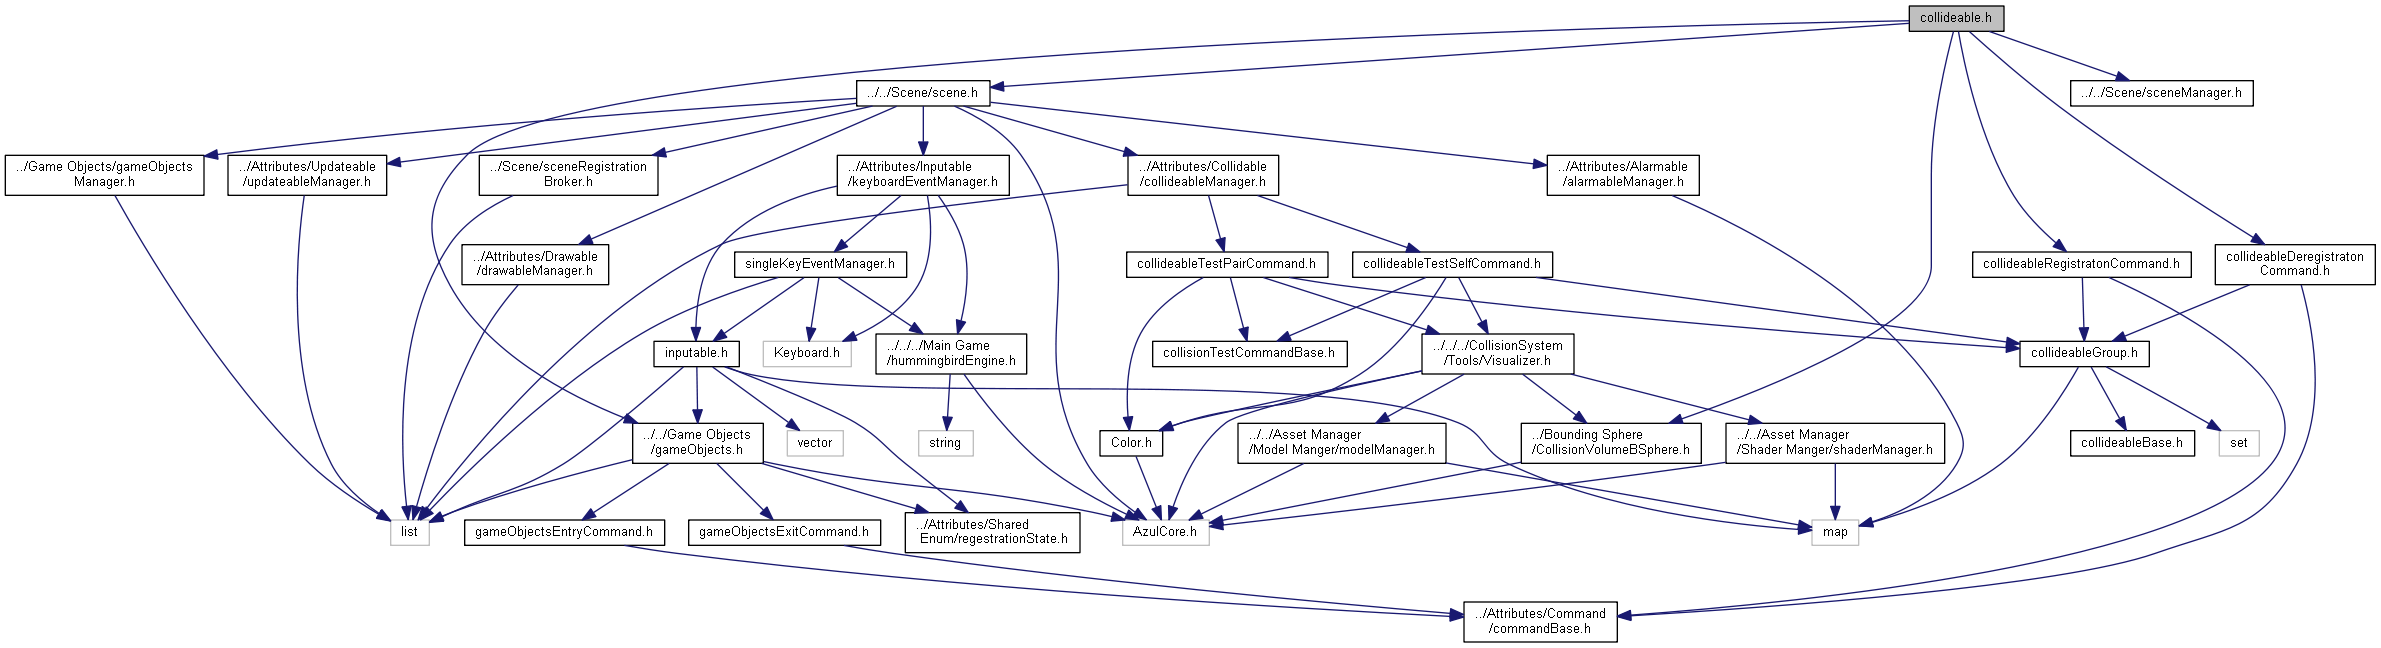 collideable.h
../../Scene/scene.h
../../Scene/sceneManager.h
../Game Objects/gameObjects
Manager.h
../Attributes/Updateable
/updateableManager.h
../Scene/sceneRegistration
Broker.h
../Attributes/Inputable
/keyboardEventManager.h
../Attributes/Collidable
/collideableManager.h
../Attributes/Alarmable
/alarmableManager.h
../Attributes/Drawable
/drawableManager.h
singleKeyEventManager.h
collideableTestPairCommand.h
collideableTestSelfCommand.h
collideableRegistratonCommand.h
collideableDeregistraton
Command.h
inputable.h
Keyboard.h
../../../Main Game
/hummingbirdEngine.h
collisionTestCommandBase.h
../../../CollisionSystem
/Tools/Visualizer.h
collideableGroup.h
../../Game Objects
/gameObjects.h
vector
string
Color.h
../../Asset Manager
/Model Manger/modelManager.h
../Bounding Sphere
/CollisionVolumeBSphere.h
../../Asset Manager
/Shader Manger/shaderManager.h
collideableBase.h
set
list
gameObjectsEntryCommand.h
gameObjectsExitCommand.h
../Attributes/Shared
Enum/regestrationState.h
AzulCore.h
map
../Attributes/Command
/commandBase.h